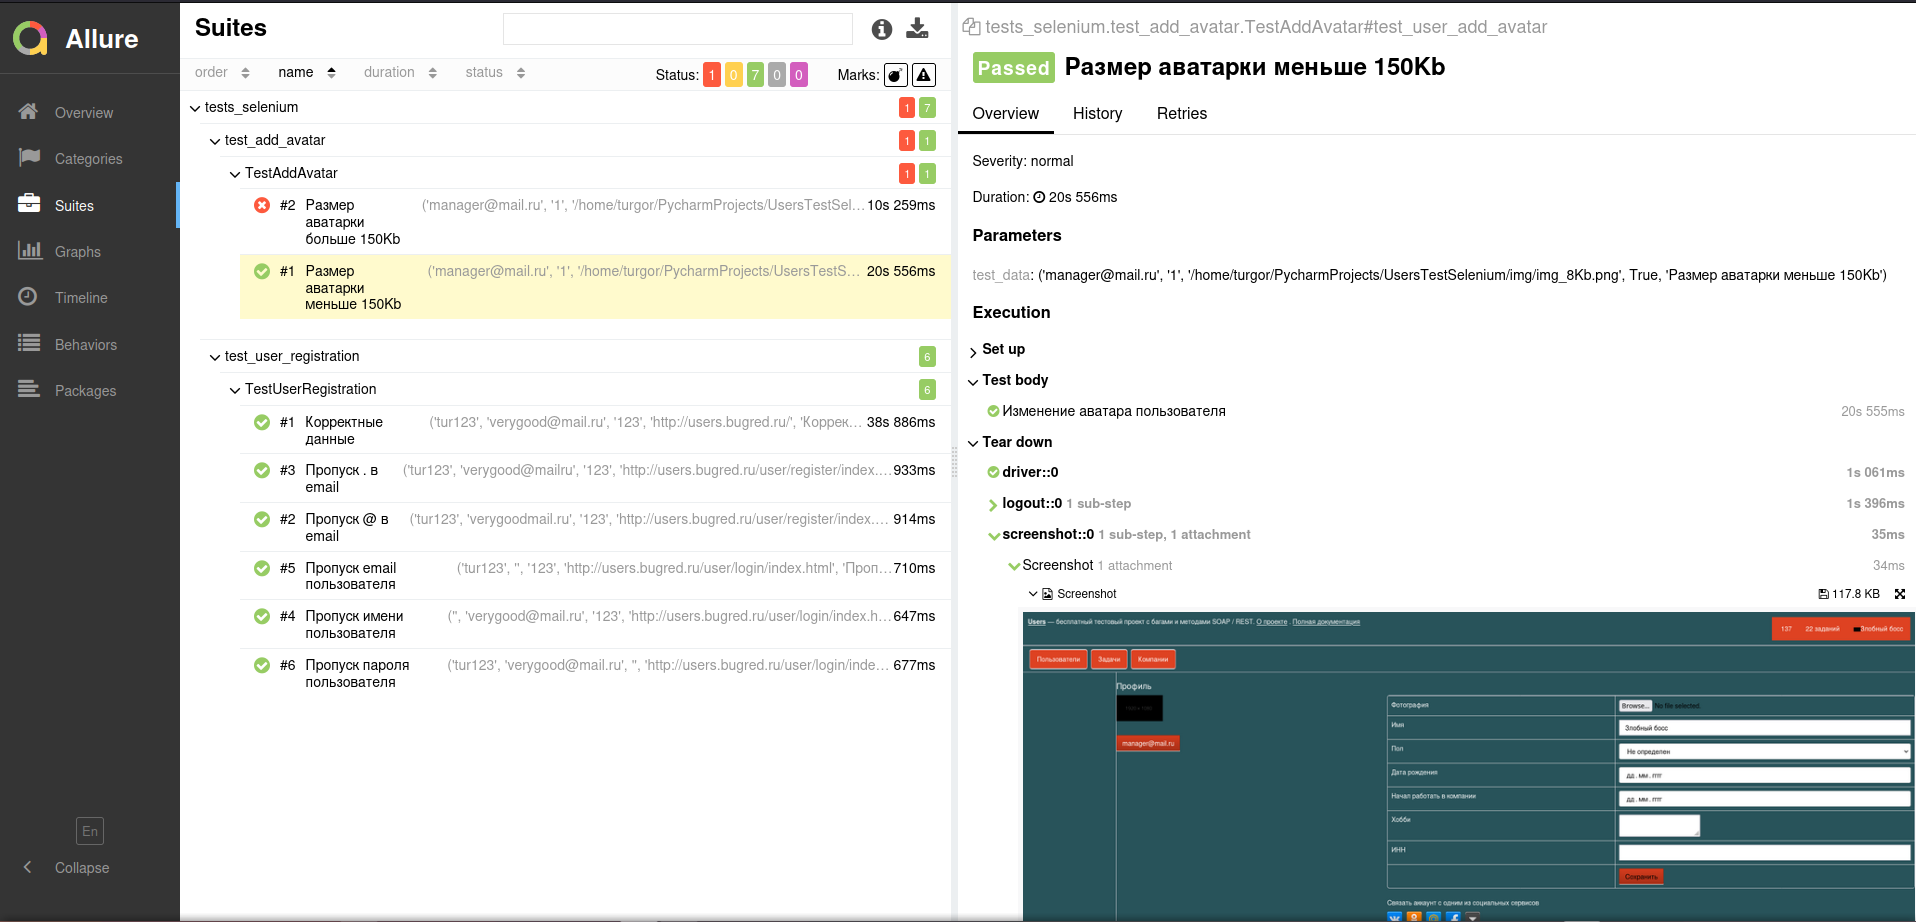 Allure
Overview
Categories
Suites
Graphs
Timeline
Behaviors
Packages
En
Collapse
Suites
order name duration status Status: 1 0 7 0 0 Marks:
tests_selenium 1 7
test_add_avatar 1 1
TestAddAvatar 1 1
#2 Размер аватарки больше 150Kb ('manager@mail.ru', '1', '/home/turgor/PycharmProjects/UsersTestSel... 10s 259ms
#1 Размер аватарки меньше 150Kb ('manager@mail.ru', '1', '/home/turgor/PycharmProjects/UsersTestS... 20s 556ms
test_user_registration 6
TestUserRegistration 6
#1 Корректные данные ('tur123', 'verygood@mail.ru', '123', 'http://users.bugred.ru/', 'Коррек... 38s 886ms
#3 Пропуск . в email ('tur123', 'verygood@mailru', '123', 'http://users.bugred.ru/user/register/index.... 933ms
#2 Пропуск @ в email ('tur123', 'verygoodmail.ru', '123', 'http://users.bugred.ru/user/register/index.... 914ms
#5 Пропуск email пользователя ('tur123', '', '123', 'http://users.bugred.ru/user/login/index.html', 'Проп... 710ms
#4 Пропуск имени пользователя ('', 'verygood@mail.ru', '123', 'http://users.bugred.ru/user/login/index.h... 647ms
#6 Пропуск пароля пользователя ('tur123', 'verygood@mail.ru', '', 'http://users.bugred.ru/user/login/inde... 677ms
tests_selenium.test_add_avatar.TestAddAvatar#test_user_add_avatar
Passed Размер аватарки меньше 150Kb
Overview History Retries
Severity: normal
Duration: 20s 556ms
Parameters
test_data: ('manager@mail.ru', '1', '/home/turgor/PycharmProjects/UsersTestSelenium/img/img_8Kb.png', True, 'Размер аватарки меньше 150Kb')
Execution
Set up
Test body
Изменение аватара пользователя 20s 555ms
Tear down
driver::0 1s 061ms
logout::0 1 sub-step 1s 396ms
screenshot::0 1 sub-step, 1 attachment 35ms
Screenshot 1 attachment 34ms
Screenshot 117.8 KB
Users — бесплатный тестовый проект с багами и методами SOAP / REST. О проекте . Полная документация
137 22 заданий Злобный босс
Пользователи Задачи Компании
Профиль
manager@mail.ru
Фотография Browse... No file selected.
Имя Злобный босс
Пол Не определен
Дата рождения дд . мм . гггг
Начал работать в компании дд . мм . гггг
Хобби
ИНН
Сохранить
Связать аккаунт с одним из социальных сервисов